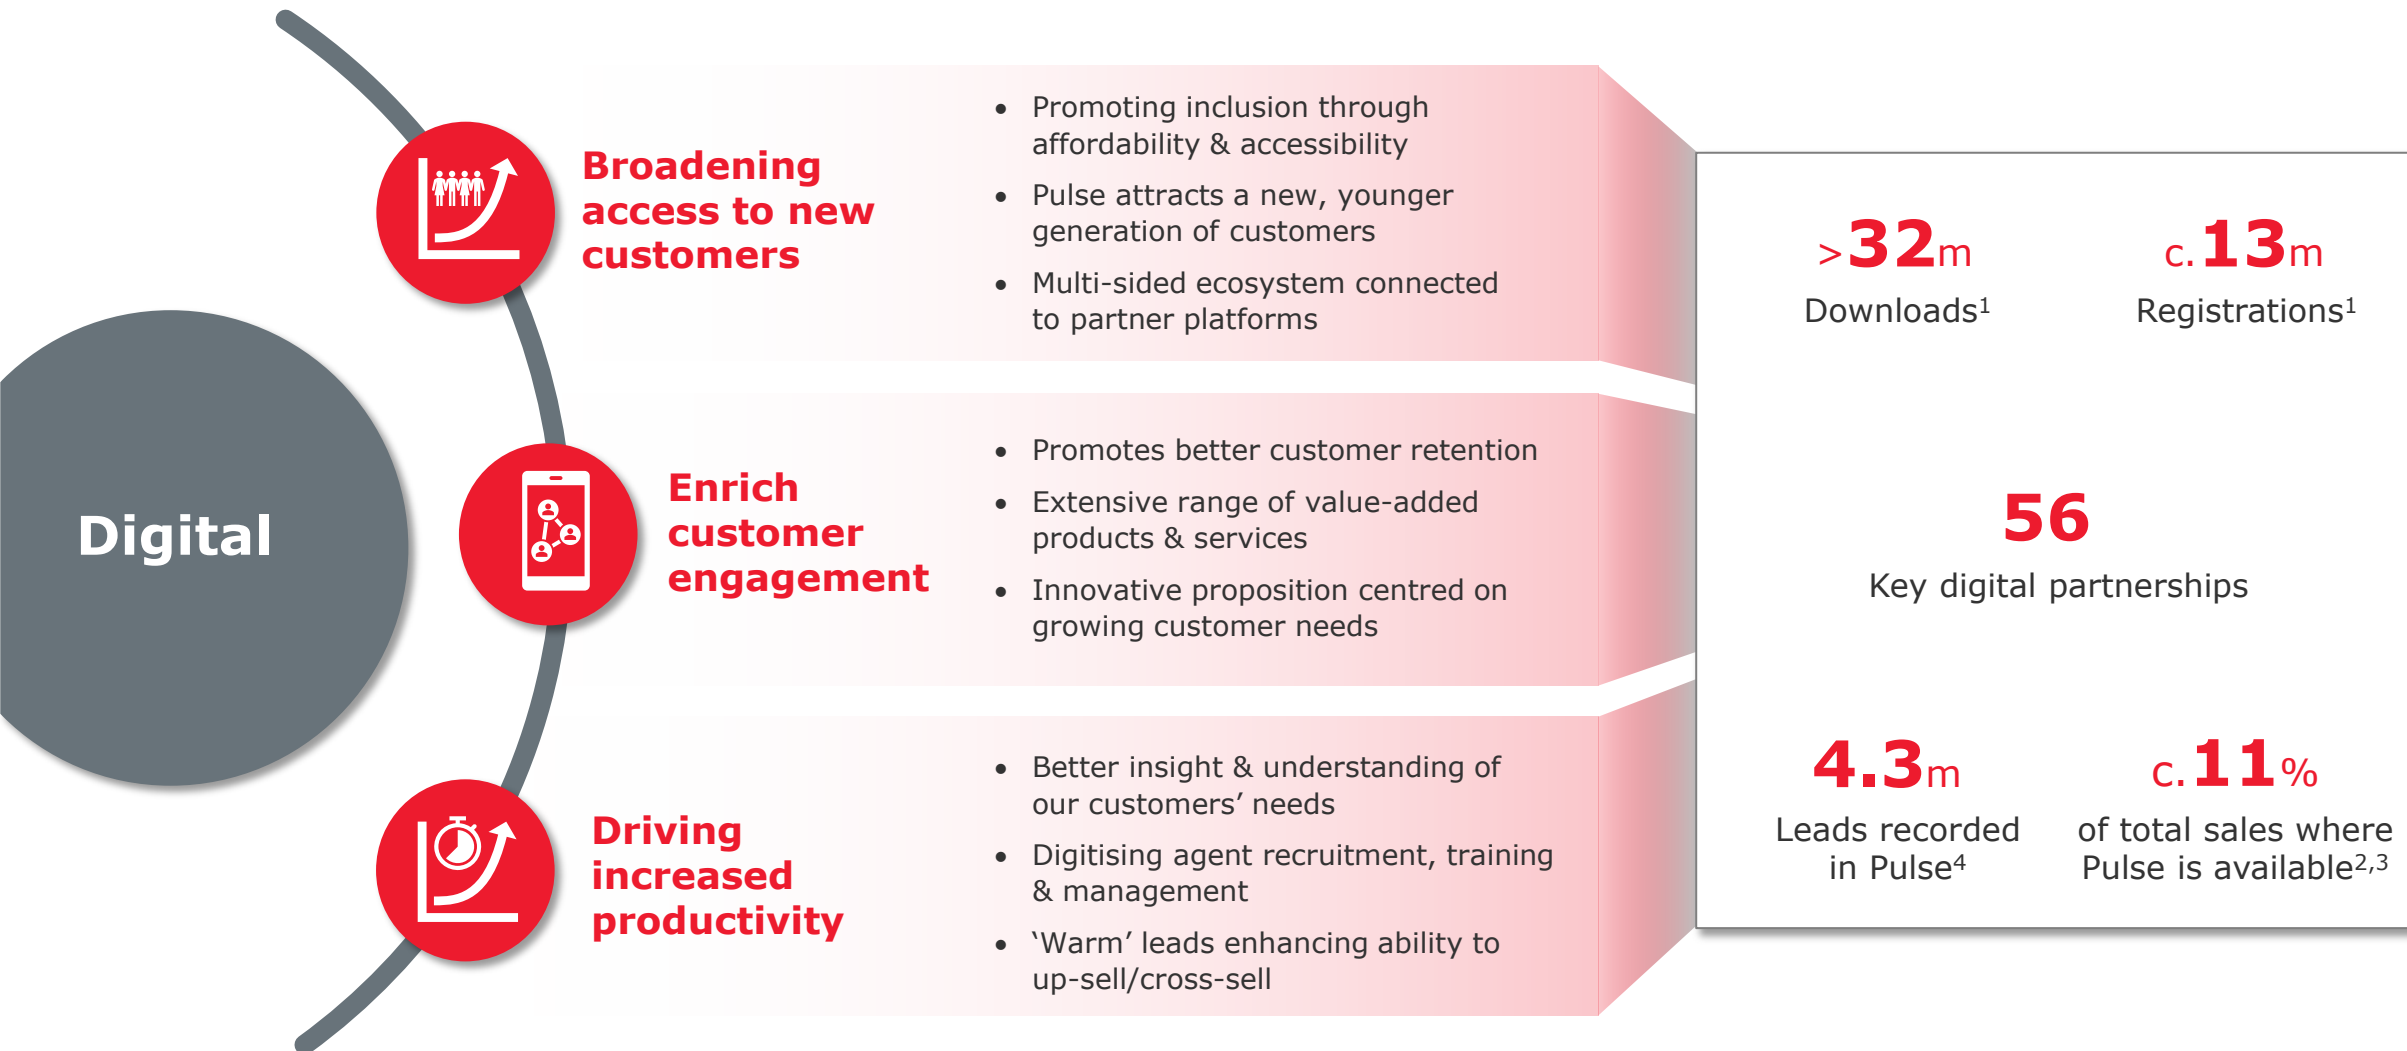 Digital
Broadening
access to new
customers
• Promoting inclusion through
affordability & accessibility
• Pulse attracts a new, younger
generation of customers
• Multi-sided ecosystem connected
to partner platforms
Enrich
customer
engagement
• Promotes better customer retention
• Extensive range of value-added
products & services
• Innovative proposition centred on
growing customer needs
Driving
increased
productivity
• Better insight & understanding of
our customers’ needs
• Digitising agent recruitment, training
& management
• ‘Warm’ leads enhancing ability to
up-sell/cross-sell
>32m
Downloads¹
c.13m
Registrations¹
56
Key digital partnerships
4.3m
Leads recorded
in Pulse⁴
c.11%
of total sales where
Pulse is available²,³